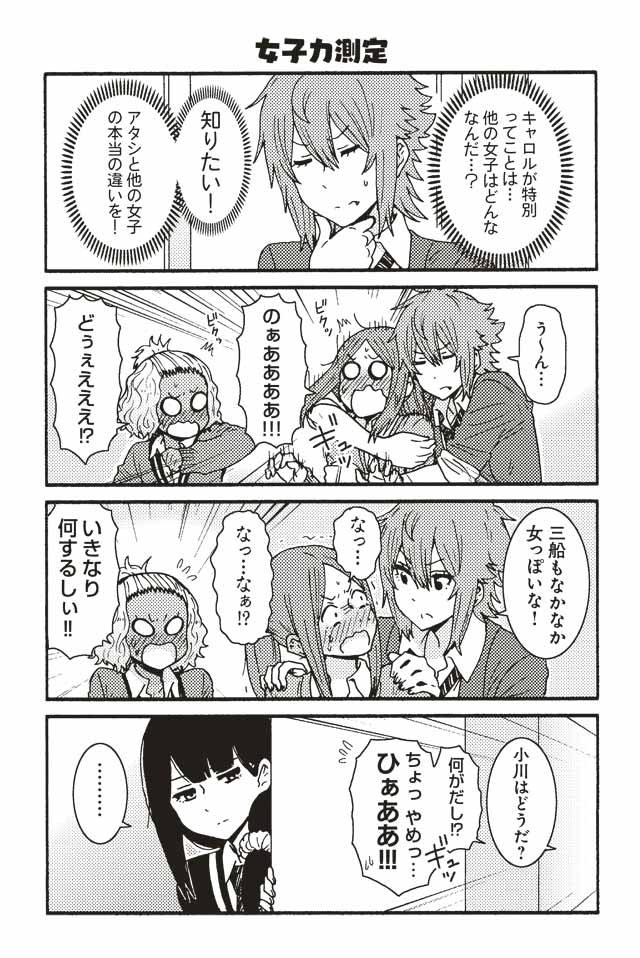 女子力測定
キャロルが特別
ってことは…
他の女子はどんな
なんだ…？
知りたい！
アタシと他の女子
の本当の違いを！
う〜ん…
ビクッ
のぁああああ!!!
ギュッ
ビクッ
どぅぇえええ!?
三船もなかなか
女っぽいな！
なっ…
なっ…なぁ!?
いきなり
何するしぃ!!
小川はどうだ？
何がだし!?
ちょっ やめっ…
ひぁああ!!!
ギュッ
………